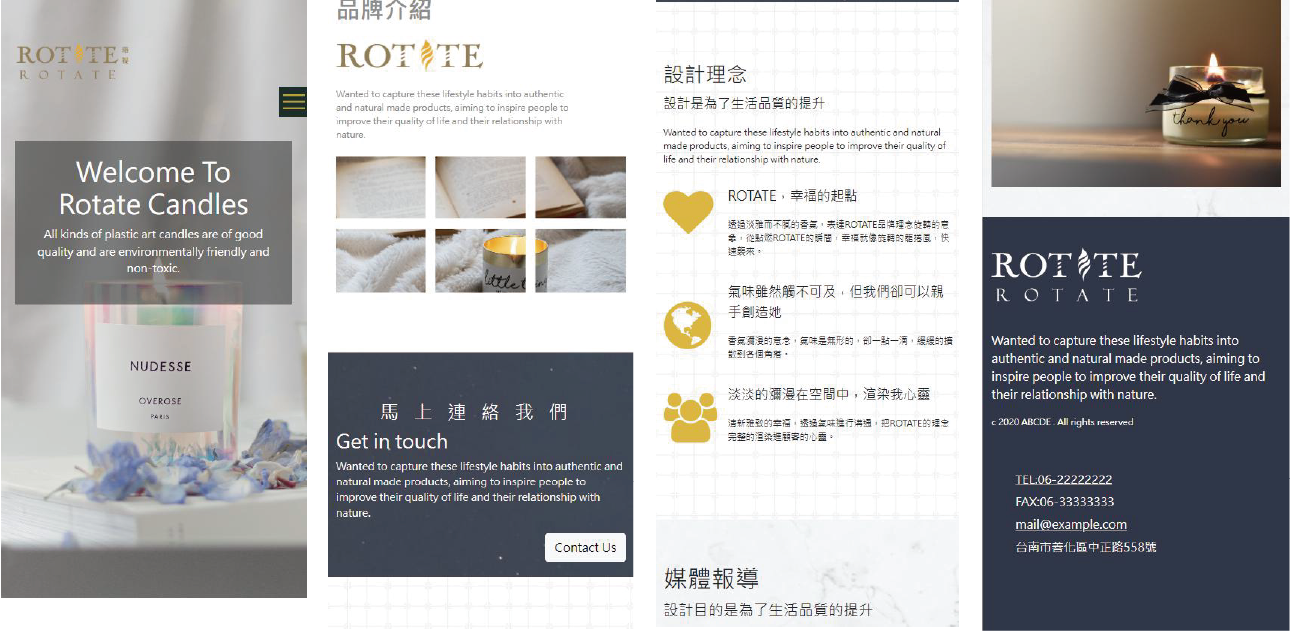 ROTATE
ROTATE
Welcome To
Rotate Candles
All kinds of plastic art candles are of good
quality and are environmentally friendly and
non-toxic.
NUDESSE
OVEROSE
PARIS
品牌介紹
ROTATE
Wanted to capture these lifestyle habits into authentic
and natural made products, aiming to inspire people to
improve their quality of life and their relationship with
nature.
馬上連絡我們
Get in touch
Wanted to capture these lifestyle habits into authentic and
natural made products, aiming to inspire people to
improve their quality of life and their relationship with
nature.
Contact Us
設計理念
設計是為了生活品質的提升
Wanted to capture these lifestyle habits into authentic and natural
made products, aiming to inspire people to improve their quality of
life and their relationship with nature.
ROTATE，幸福的起點
透過淡雅而不膩的香氣，表達ROTATE品牌理念旋轉的意
象，從點燃ROTATE的瞬間，幸福就像旋轉的龍捲風，快
速襲來。
氣味雖然觸不可及，但我們卻可以親
手創造她
香氣瀰漫的意念，氣味是無形的，卻一點一滴，緩緩的擴
散到各個角落。
淡淡的瀰漫在空間中，渲染我心靈
清新雅致的幸福，透過氣味進行溝通，把ROTATE的理念
完整的渲染進顧客的心靈。
媒體報導
設計目的是為了生活品質的提升
thank you
ROTATE
ROTATE
Wanted to capture these lifestyle habits into
authentic and natural made products, aiming to
inspire people to improve their quality of life and
their relationship with nature.
c 2020 ABCDE . All rights reserved
TEL:06-22222222
FAX:06-33333333
mail@example.com
台南市善化區中正路558號